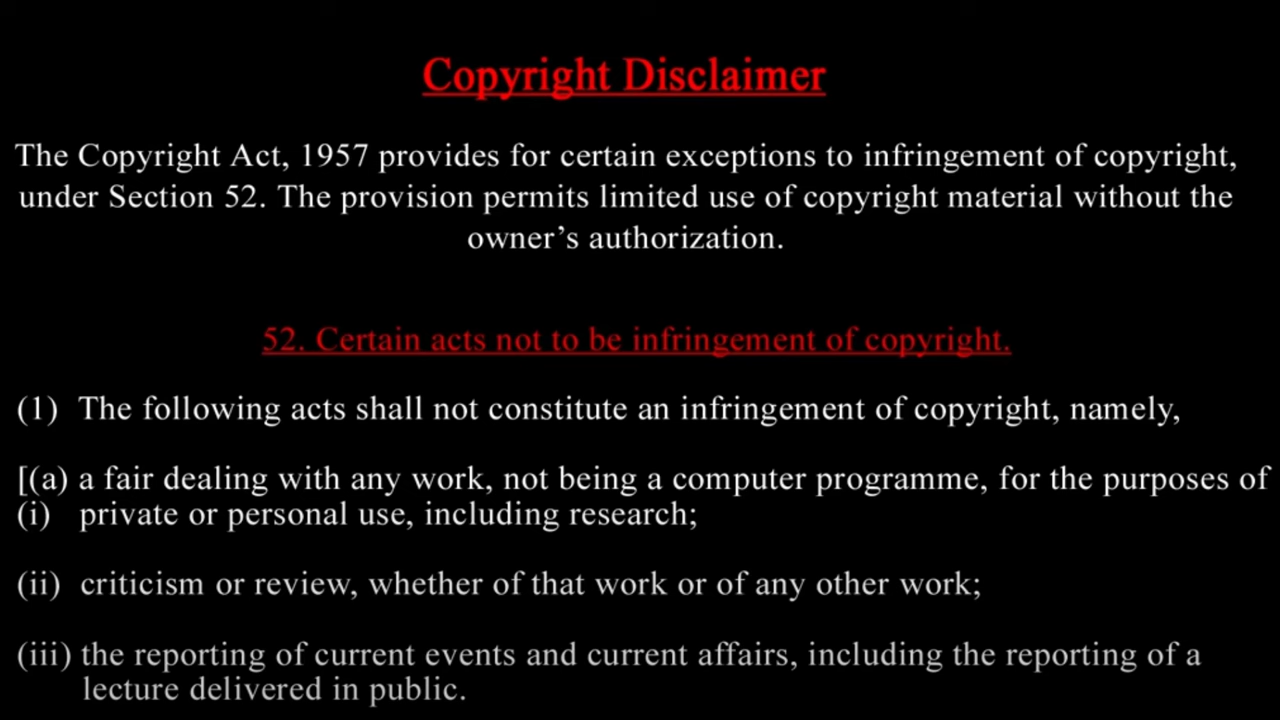 Copyright Disclaimer
The Copyright Act, 1957 provides for certain exceptions to infringement of copyright,
under Section 52. The provision permits limited use of copyright material without the
owner’s authorization.
52. Certain acts not to be infringement of copyright.
(1) The following acts shall not constitute an infringement of copyright, namely,
[(a) a fair dealing with any work, not being a computer programme, for the purposes of
(i) private or personal use, including research;
(ii) criticism or review, whether of that work or of any other work;
(iii) the reporting of current events and current affairs, including the reporting of a
lecture delivered in public.